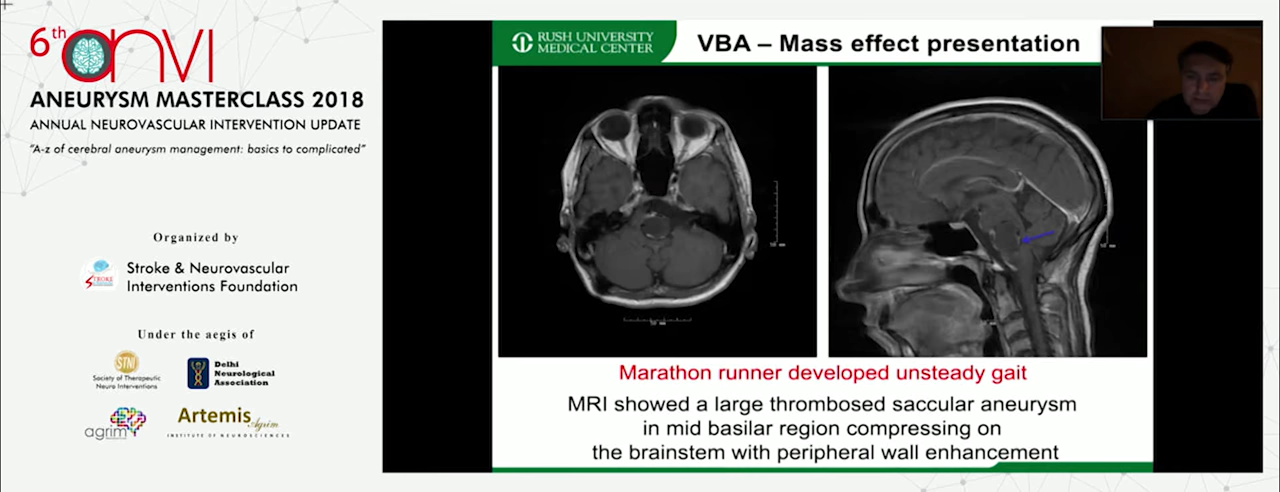 6th anvi
ANEURYSM MASTERCLASS 2018
ANNUAL NEUROVASCULAR INTERVENTION UPDATE
"A-z of cerebral aneurysm management: basics to complicated"
Organized by
STROKE
Stroke & Neurovascular
Interventions Foundation
Under the aegis of
STNI
Society of Therapeutic
Neuro Interventions
Delhi
Neurological
Association
agrim
Artemis Agrim
INSTITUTE OF NEUROSCIENCES
RUSH UNIVERSITY
MEDICAL CENTER
VBA – Mass effect presentation
Marathon runner developed unsteady gait
MRI showed a large thrombosed saccular aneurysm
in mid basilar region compressing on
the brainstem with peripheral wall enhancement